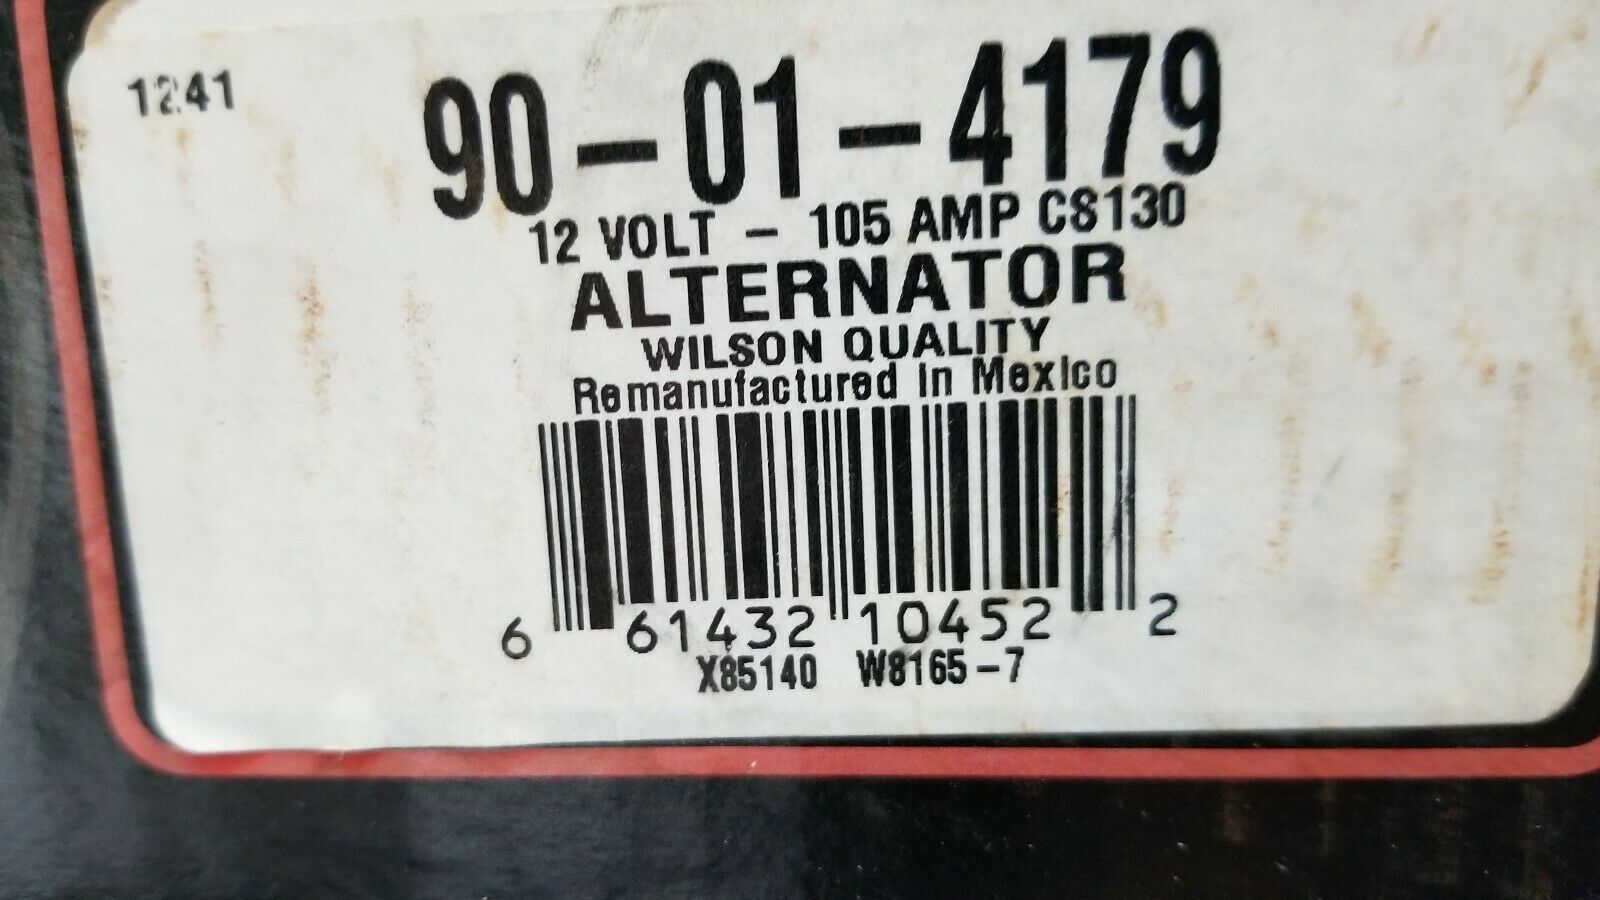 1241
90-01-4179
12 VOLT - 105 AMP CS130
ALTERNATOR
WILSON QUALITY
Remanufactured in Mexico
6 61432 10452 2
X85140 W8165-7